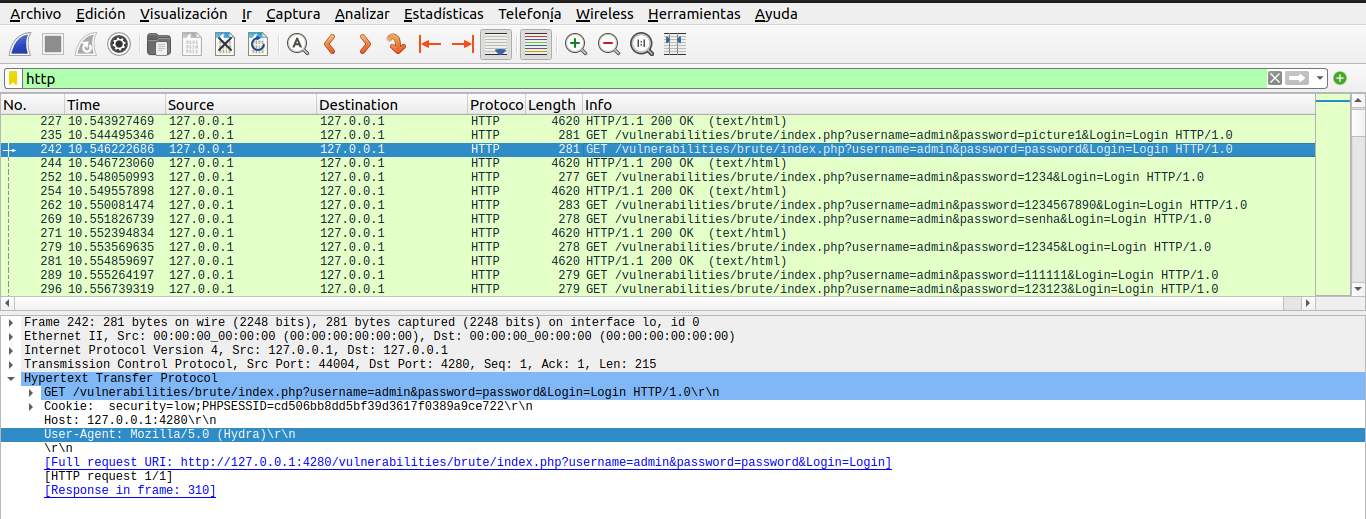 Archivo Edición Visualización Ir Captura Analizar Estadísticas Telefonía Wireless Herramientas Ayuda
http
No. Time Source Destination Protoco Length Info
227 10.543927469 127.0.0.1 127.0.0.1 HTTP 4620 HTTP/1.1 200 OK (text/html)
235 10.544495346 127.0.0.1 127.0.0.1 HTTP 281 GET /vulnerabilities/brute/index.php?username=admin&password=picture1&Login=Login HTTP/1.0
242 10.546222686 127.0.0.1 127.0.0.1 HTTP 281 GET /vulnerabilities/brute/index.php?username=admin&password=password&Login=Login HTTP/1.0
244 10.546723060 127.0.0.1 127.0.0.1 HTTP 4620 HTTP/1.1 200 OK (text/html)
252 10.548050993 127.0.0.1 127.0.0.1 HTTP 277 GET /vulnerabilities/brute/index.php?username=admin&password=1234&Login=Login HTTP/1.0
254 10.549557898 127.0.0.1 127.0.0.1 HTTP 4620 HTTP/1.1 200 OK (text/html)
262 10.550081474 127.0.0.1 127.0.0.1 HTTP 283 GET /vulnerabilities/brute/index.php?username=admin&password=1234567890&Login=Login HTTP/1.0
269 10.551826739 127.0.0.1 127.0.0.1 HTTP 278 GET /vulnerabilities/brute/index.php?username=admin&password=senha&Login=Login HTTP/1.0
271 10.552394834 127.0.0.1 127.0.0.1 HTTP 4620 HTTP/1.1 200 OK (text/html)
279 10.553569635 127.0.0.1 127.0.0.1 HTTP 278 GET /vulnerabilities/brute/index.php?username=admin&password=12345&Login=Login HTTP/1.0
281 10.554859697 127.0.0.1 127.0.0.1 HTTP 4620 HTTP/1.1 200 OK (text/html)
289 10.555264197 127.0.0.1 127.0.0.1 HTTP 279 GET /vulnerabilities/brute/index.php?username=admin&password=111111&Login=Login HTTP/1.0
296 10.556739319 127.0.0.1 127.0.0.1 HTTP 279 GET /vulnerabilities/brute/index.php?username=admin&password=123123&Login=Login HTTP/1.0
Frame 242: 281 bytes on wire (2248 bits), 281 bytes captured (2248 bits) on interface lo, id 0
Ethernet II, Src: 00:00:00_00:00:00 (00:00:00:00:00:00), Dst: 00:00:00_00:00:00 (00:00:00:00:00:00)
Internet Protocol Version 4, Src: 127.0.0.1, Dst: 127.0.0.1
Transmission Control Protocol, Src Port: 44004, Dst Port: 4280, Seq: 1, Ack: 1, Len: 215
Hypertext Transfer Protocol
GET /vulnerabilities/brute/index.php?username=admin&password=password&Login=Login HTTP/1.0\r\n
Cookie: security=low;PHPSESSID=cd506bb8dd5bf39d3617f0389a9ce722\r\n
Host: 127.0.0.1:4280\r\n
User-Agent: Mozilla/5.0 (Hydra)\r\n
\r\n
[Full request URI: http://127.0.0.1:4280/vulnerabilities/brute/index.php?username=admin&password=password&Login=Login]
[HTTP request 1/1]
[Response in frame: 310]